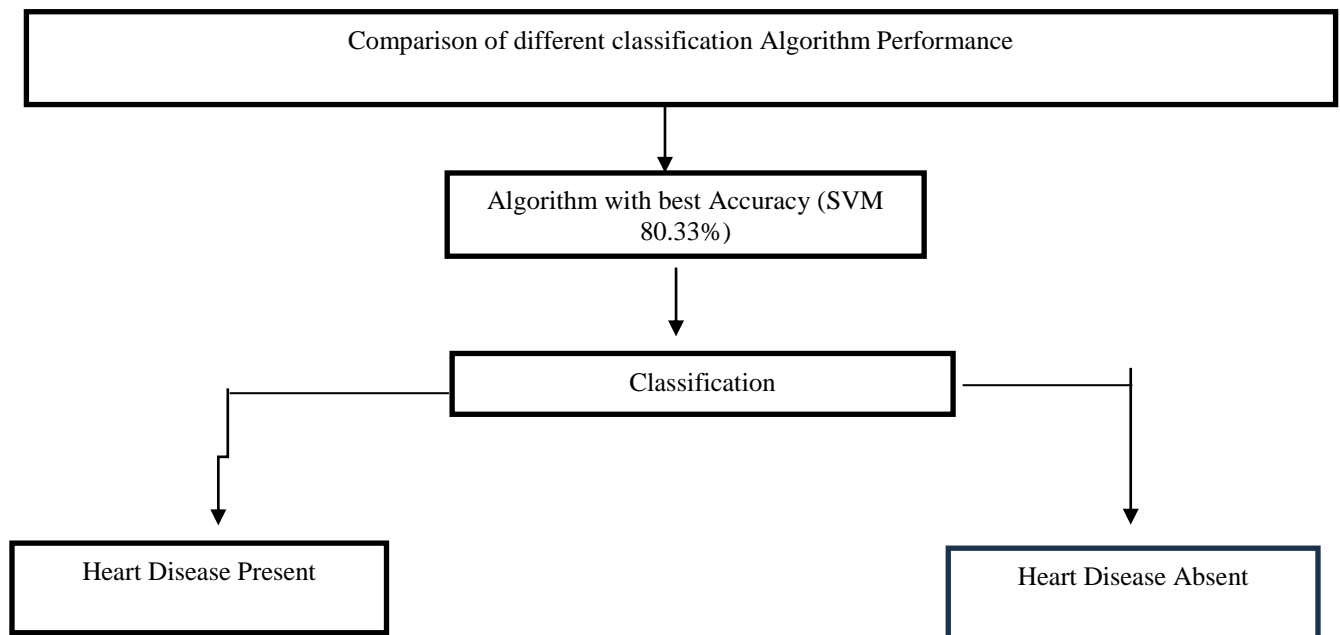 Comparison of different classification Algorithm Performance
Algorithm with best Accuracy (SVM
80.33%)
Classification
Heart Disease Present
Heart Disease Absent